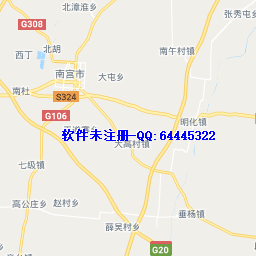 北漳淮乡
张秀屯乡
G308
北胡
西丁
南午村镇
大屯乡
南宫市
南杜
S324
G106
明化镇
软件未注册-QQ:64445322
大高村镇
七级镇
高公庄乡
赵村乡
垂杨镇
薛吴村乡
G20